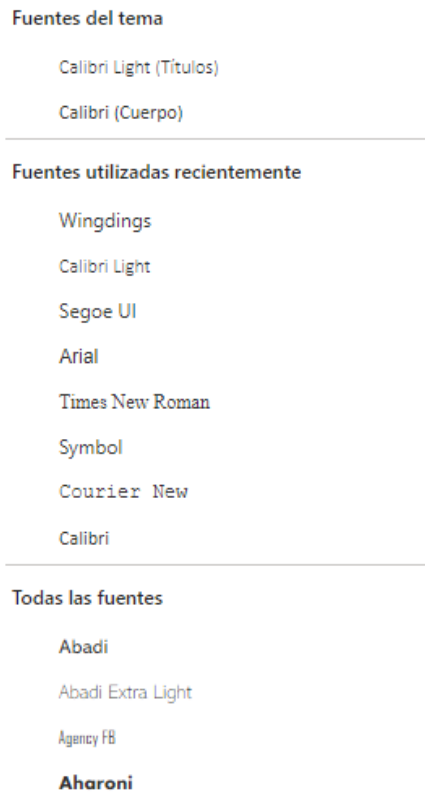 Fuentes del tema
Calibri Light (Títulos)
Calibri (Cuerpo)
Fuentes utilizadas recientemente
Wingdings
Calibri Light
Segoe UI
Arial
Times New Roman
Symbol
Courier New
Calibri
Todas las fuentes
Abadi
Abadi Extra Light
Agency FB
Aharoni